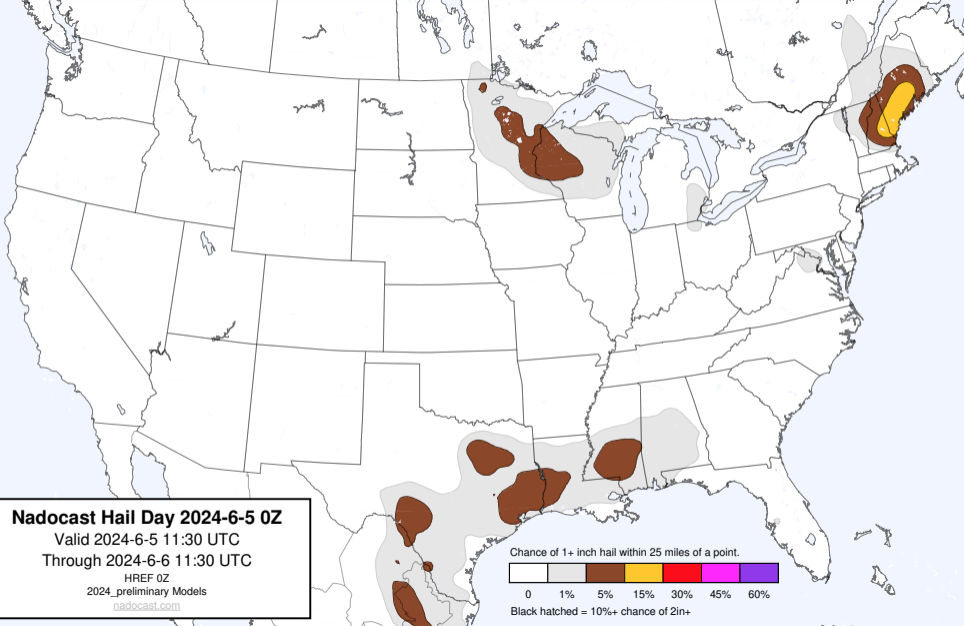 Nadocast Hail Day 2024-6-5 0Z
Valid 2024-6-5 11:30 UTC
Through 2024-6-6 11:30 UTC
HREF 0Z
2024_preliminary Models
nadocast.com
Chance of 1+ inch hail within 25 miles of a point.
0 1% 5% 15% 30% 45% 60%
Black hatched = 10%+ chance of 2in+